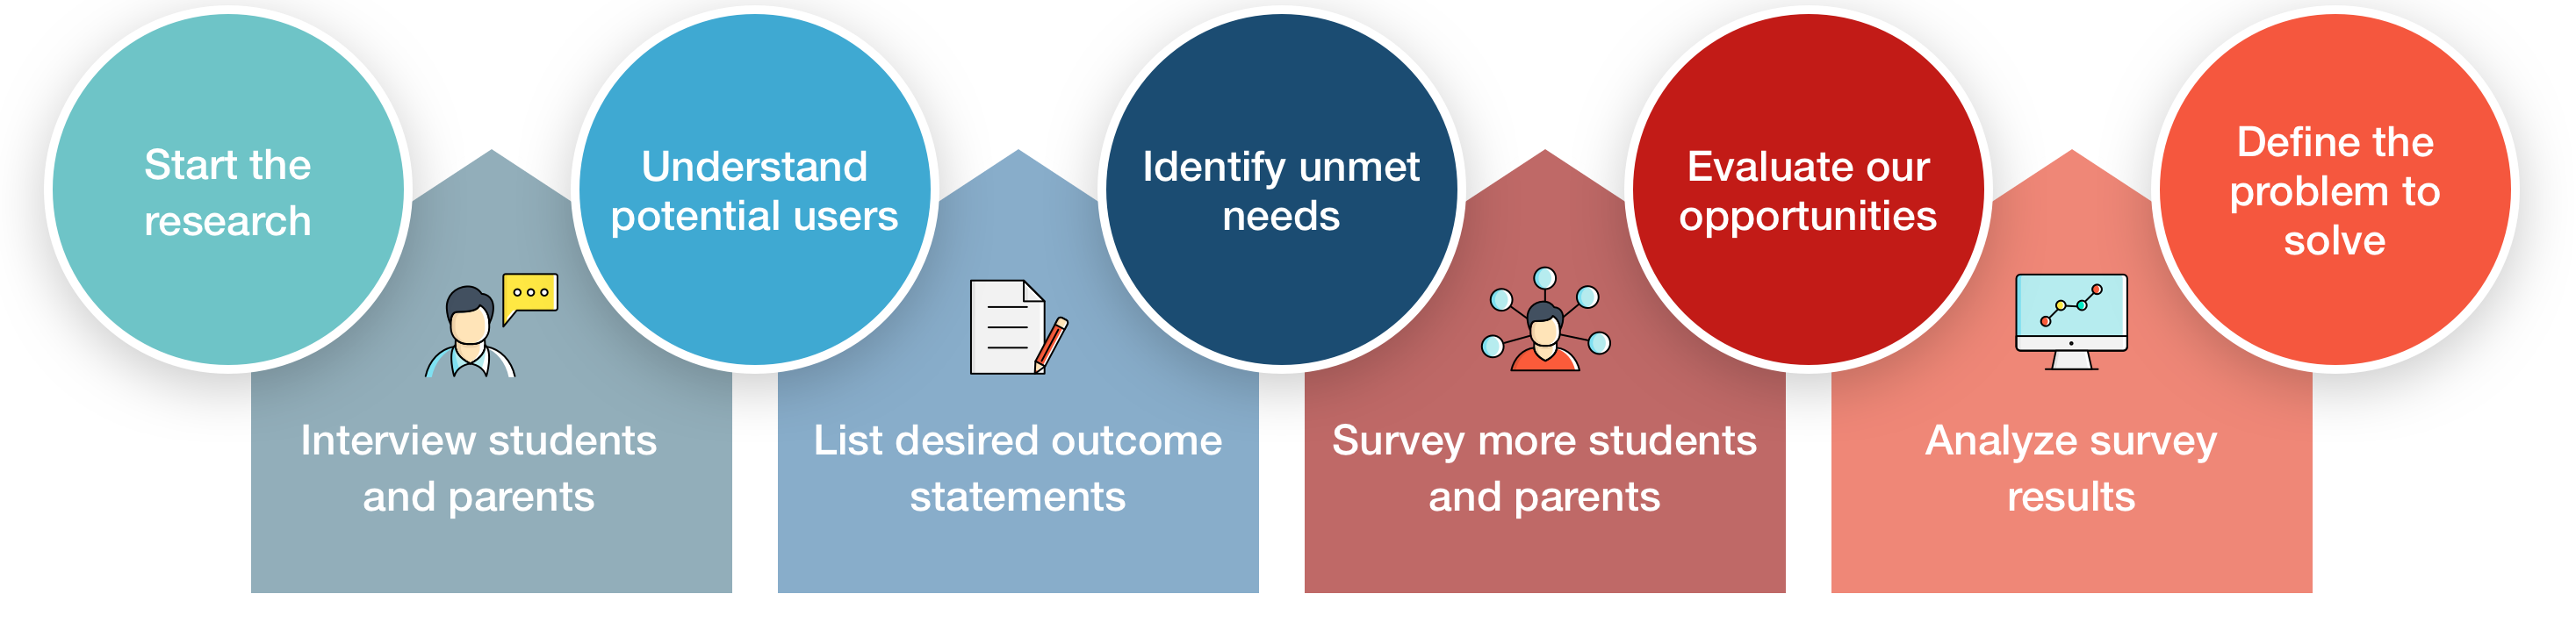 Start the
research
Understand
potential users
Identify unmet
needs
Evaluate our
opportunities
Define the
problem to
solve
Interview students
and parents
List desired outcome
statements
Survey more students
and parents
Analyze survey
results